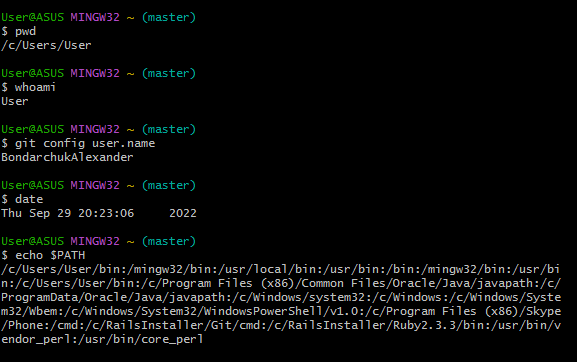 User@ASUS MINGW32 ~ (master)
$ pwd
/c/Users/User
User@ASUS MINGW32 ~ (master)
$ whoami
User
User@ASUS MINGW32 ~ (master)
$ git config user.name
BondarchukAlexander
User@ASUS MINGW32 ~ (master)
$ date
Thu Sep 29 20:23:06     2022
User@ASUS MINGW32 ~ (master)
$ echo $PATH
/c/Users/User/bin:/mingw32/bin:/usr/local/bin:/usr/bin:/bin:/mingw32/bin:/usr/bi
n:/c/Users/User/bin:/c/Program Files (x86)/Common Files/Oracle/Java/javapath:/c/
ProgramData/Oracle/Java/javapath:/c/Windows/system32:/c/Windows:/c/Windows/Syste
m32/Wbem:/c/Windows/System32/WindowsPowerShell/v1.0:/c/Program Files (x86)/Skype
/Phone:/cmd:/c/RailsInstaller/Git/cmd:/c/RailsInstaller/Ruby2.3.3/bin:/usr/bin/v
endor_perl:/usr/bin/core_perl